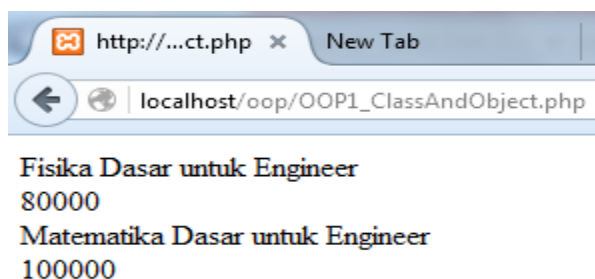 http://...ct.php × New Tab
localhost/oop/OOP1_ClassAndObject.php
Fisika Dasar untuk Engineer
80000
Matematika Dasar untuk Engineer
100000